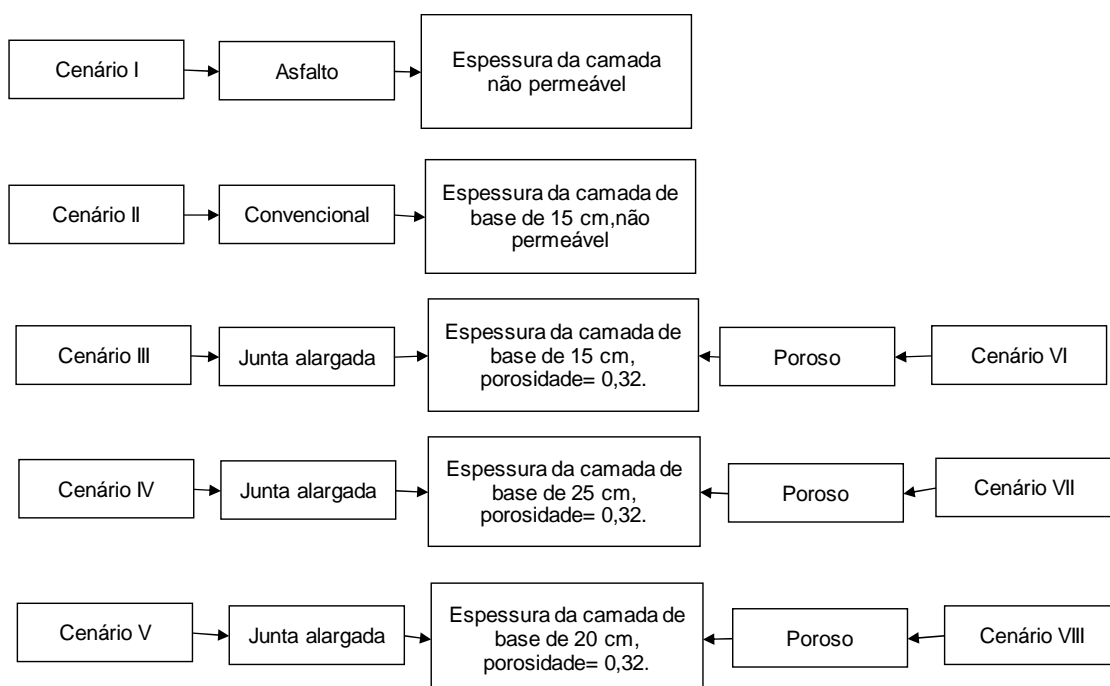 Cenário I
Asfalto
Espessura da camada
não permeável
Cenário II
Convencional
Espessura da camada de
base de 15 cm,não
permeável
Cenário III
Junta alargada
Espessura da camada de
base de 15 cm,
porosidade= 0,32.
Poroso
Cenário VI
Cenário IV
Junta alargada
Espessura da camada de
base de 25 cm,
porosidade= 0,32.
Poroso
Cenário VII
Cenário V
Junta alargada
Espessura da camada de
base de 20 cm,
porosidade= 0,32.
Poroso
Cenário VIII